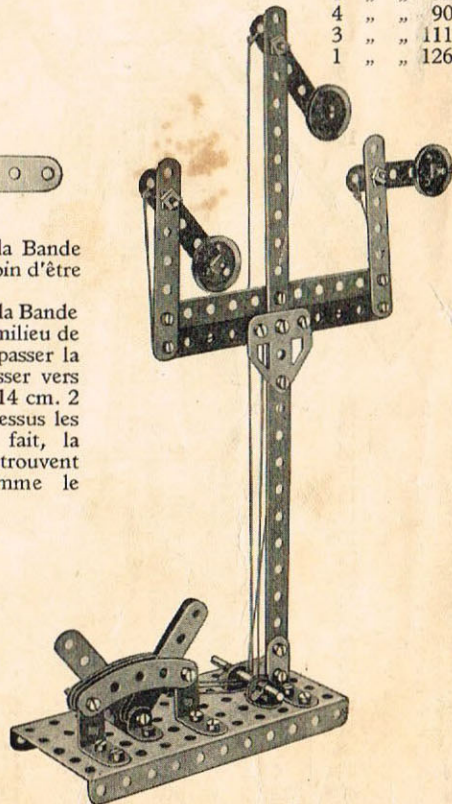 4 „ „ 90
3 „ „ 111
1 „ „ 126
la Bande
oin d'être
la Bande
milieu de
passer la
sser vers
14 cm. 2
essus les
fait, la
trouvent
mme le